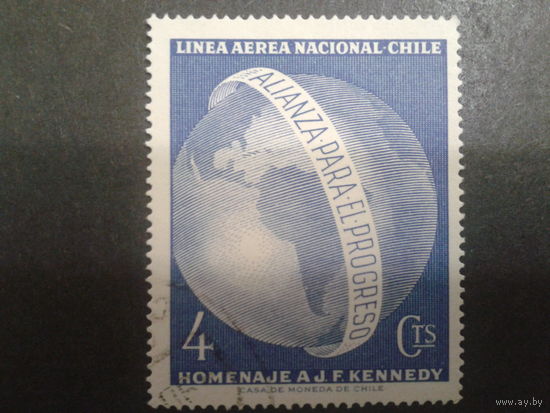 LINEA AEREA NACIONAL·CHILE
ALIANZA·PARA·EL·PROGRESO
4 CTS
HOMENAJE A J. F. KENNEDY
CASA DE MONEDA DE CHILE
www.ay.by